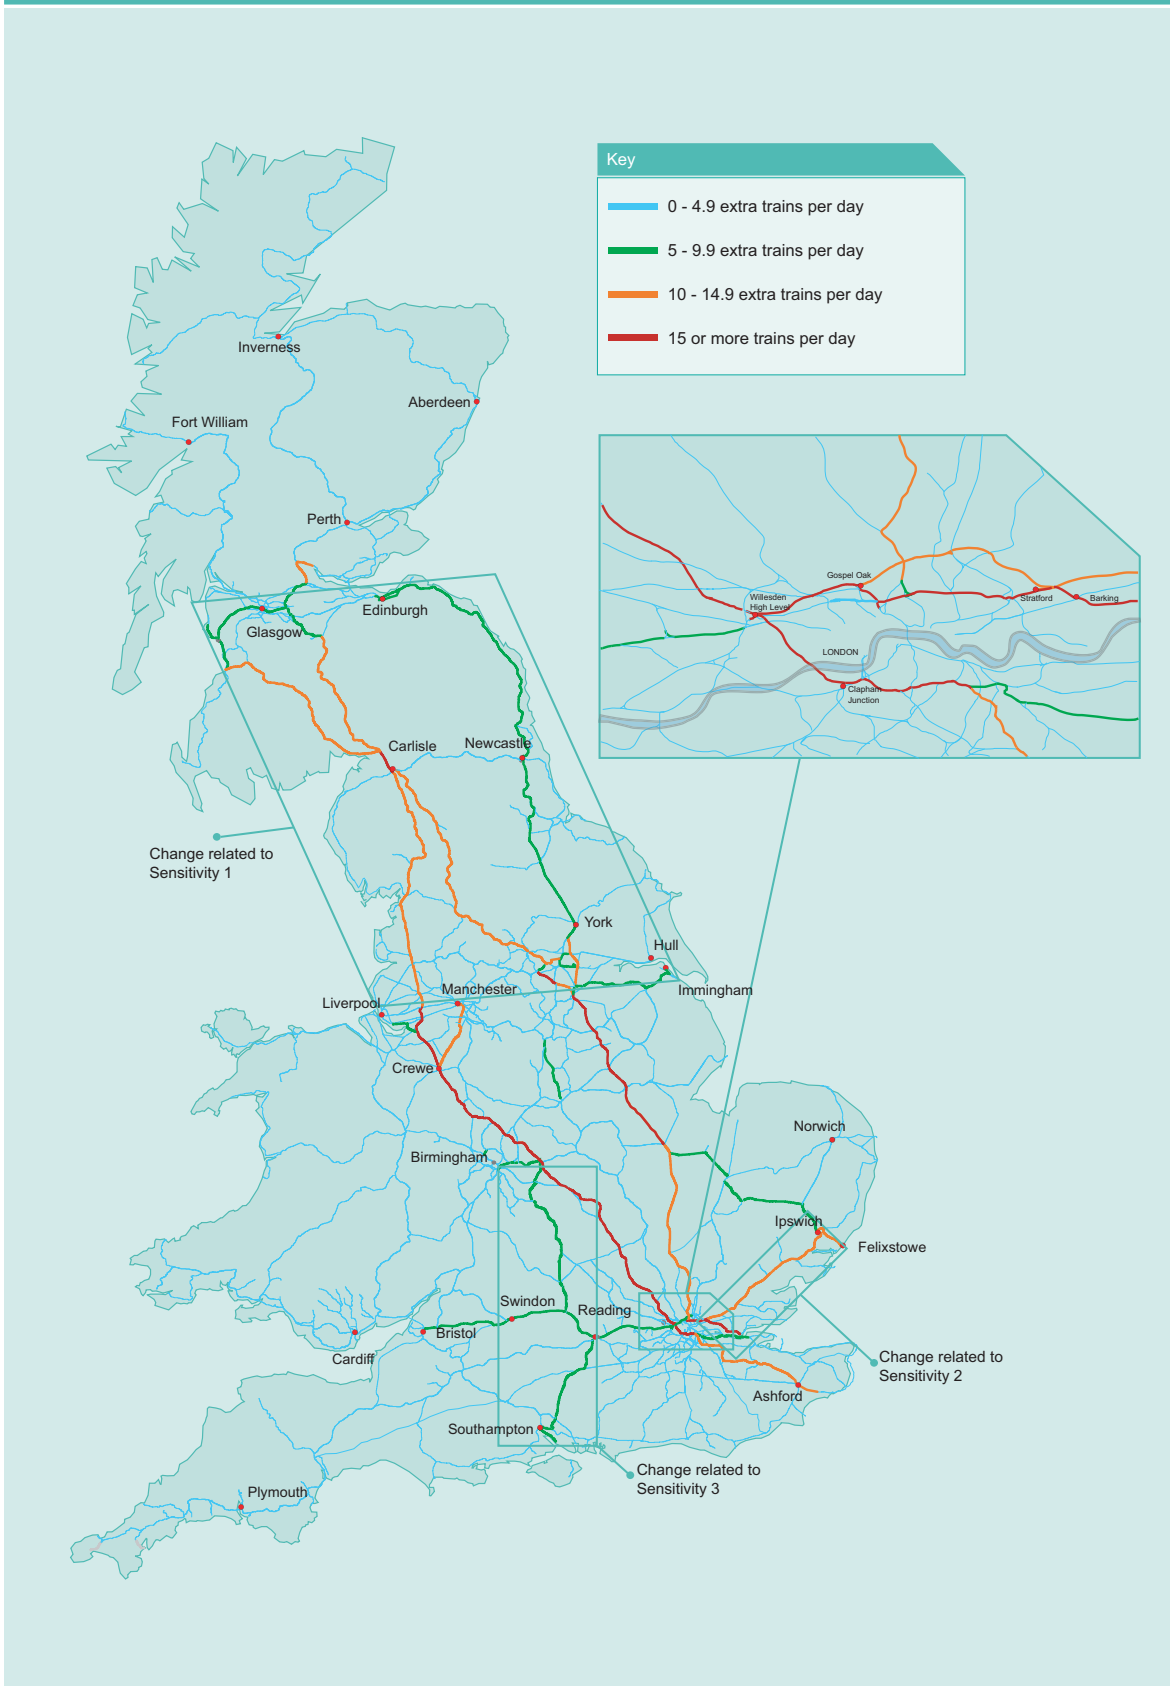 Key
0 - 4.9 extra trains per day
5 - 9.9 extra trains per day
10 - 14.9 extra trains per day
15 or more trains per day
Inverness
Aberdeen
Fort William
Perth
Edinburgh
Glasgow
Gospel Oak
Willesden
High Level
Stratford
Barking
LONDON
Clapham
Junction
Carlisle
Newcastle
Change related to
Sensitivity 1
York
Hull
Immingham
Manchester
Liverpool
Crewe
Norwich
Birmingham
Ipswich
Felixstowe
Swindon
Reading
Bristol
Cardiff
Change related to
Sensitivity 2
Ashford
Southampton
Change related to
Sensitivity 3
Plymouth